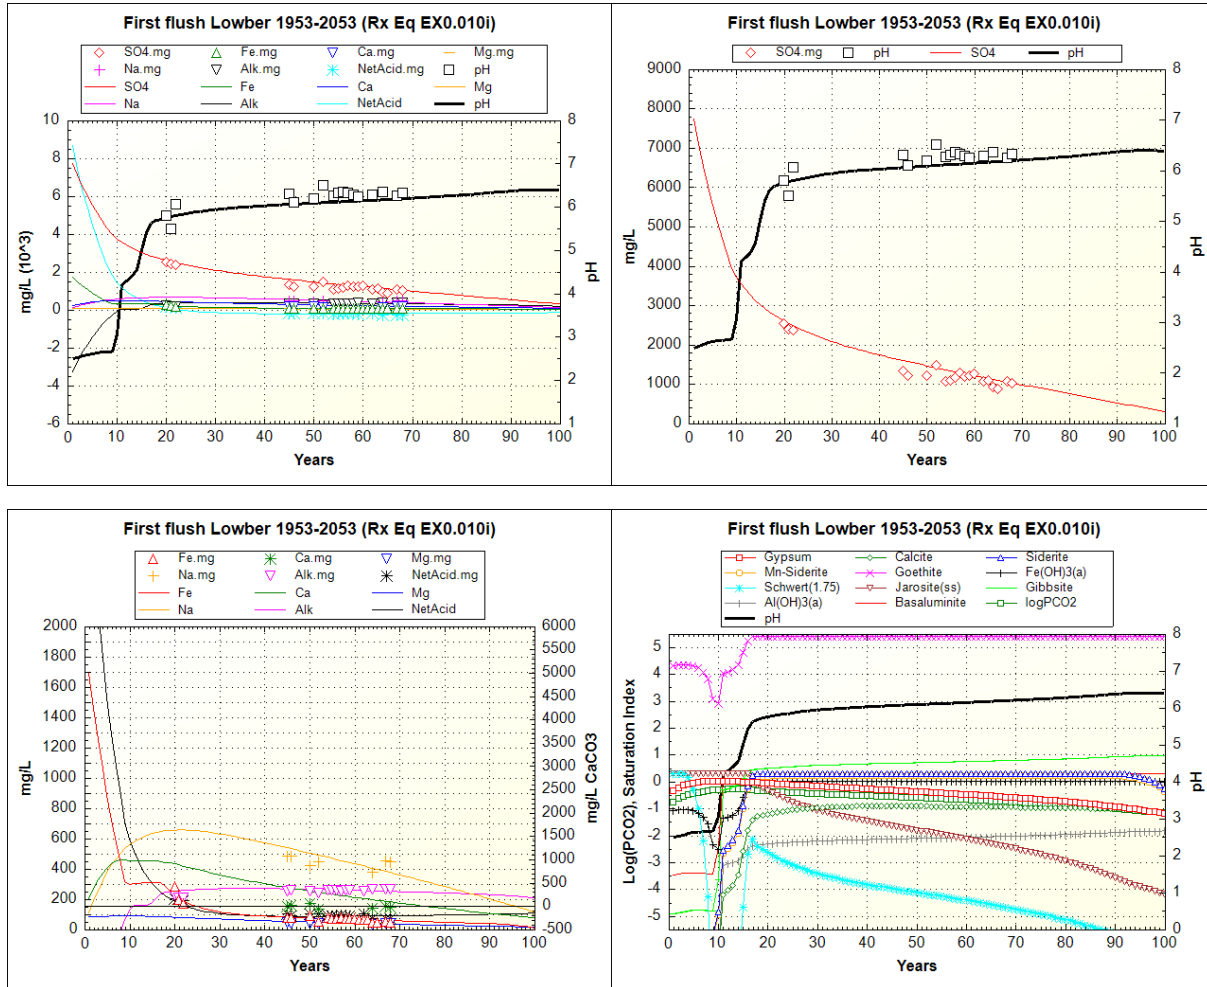 First flush Lowber 1953-2053 (Rx Eq EX0.010i)
SO4.mg Fe.mg Ca.mg Mg.mg
Na.mg Alk.mg NetAcid.mg pH
SO4 Fe Ca Mg
Na Alk NetAcid pH
10 8
8 7
6 6
4
2 5
0 4
-2 3
-4 2
-6 1
mg/L (10^3)
pH
0 10 20 30 40 50 60 70 80 90 100
Years
First flush Lowber 1953-2053 (Rx Eq EX0.010i)
SO4.mg pH SO4 pH
9000 8
8000
7000 7
6000 6
5000 5
4000 4
3000 3
2000
1000 2
0 1
mg/L
pH
0 10 20 30 40 50 60 70 80 90 100
Years
First flush Lowber 1953-2053 (Rx Eq EX0.010i)
Fe.mg Ca.mg Mg.mg
Na.mg Alk.mg NetAcid.mg
Fe Ca Mg
Na Alk NetAcid
2000 6000
1800 5500
1600 5000
1400 4500
1200 4000
1000 3500
800 3000
600 2500
400 2000
200 1500
0 1000
500
0
-500
mg/L
mg/L CaCO3
0 10 20 30 40 50 60 70 80 90 100
Years
First flush Lowber 1953-2053 (Rx Eq EX0.010i)
Gypsum Calcite Siderite
Mn-Siderite Goethite Fe(OH)3(a)
Schwert(1.75) Jarosite(ss) Gibbsite
Al(OH)3(a) Basaluminite logPCO2
pH
5 8
4 7
3 6
2 5
1
0 4
-1
-2 3
-3 2
-4 1
-5 0
Log(PCO2), Saturation Index
pH
0 10 20 30 40 50 60 70 80 90 100
Years